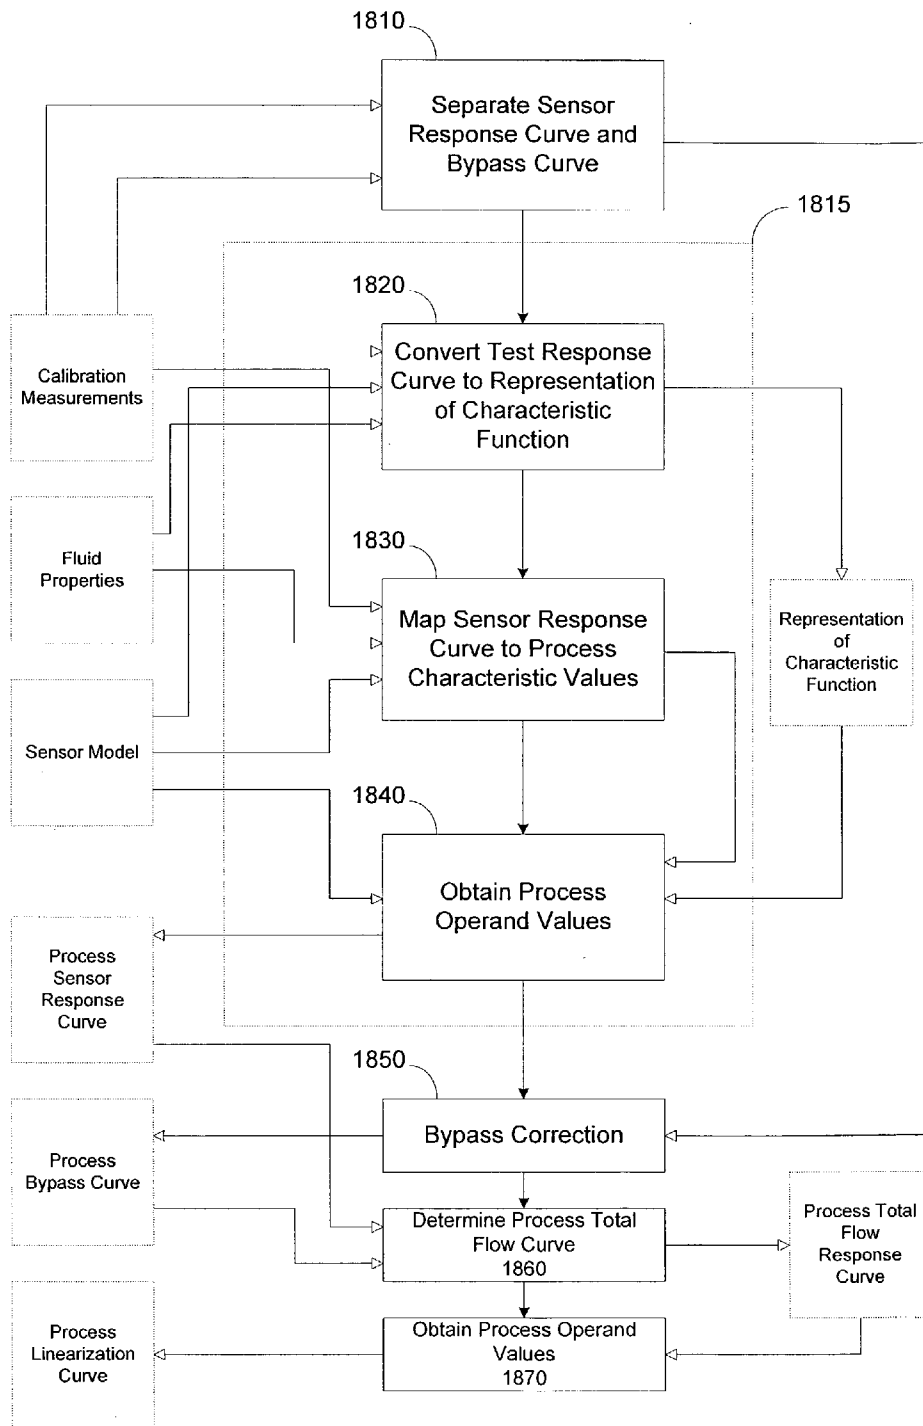 1810
Separate Sensor
Response Curve and
Bypass Curve
1815
1820
Convert Test Response
Curve to Representation
of Characteristic
Function
Calibration
Measurements
Fluid
Properties
1830
Map Sensor Response
Curve to Process
Characteristic Values
Representation
of
Characteristic
Function
Sensor Model
1840
Obtain Process
Operand Values
Process
Sensor
Response
Curve
1850
Bypass Correction
Process
Bypass Curve
Determine Process Total
Flow Curve
1860
Process Total
Flow
Response
Curve
Obtain Process Operand
Values
1870
Process
Linearization
Curve